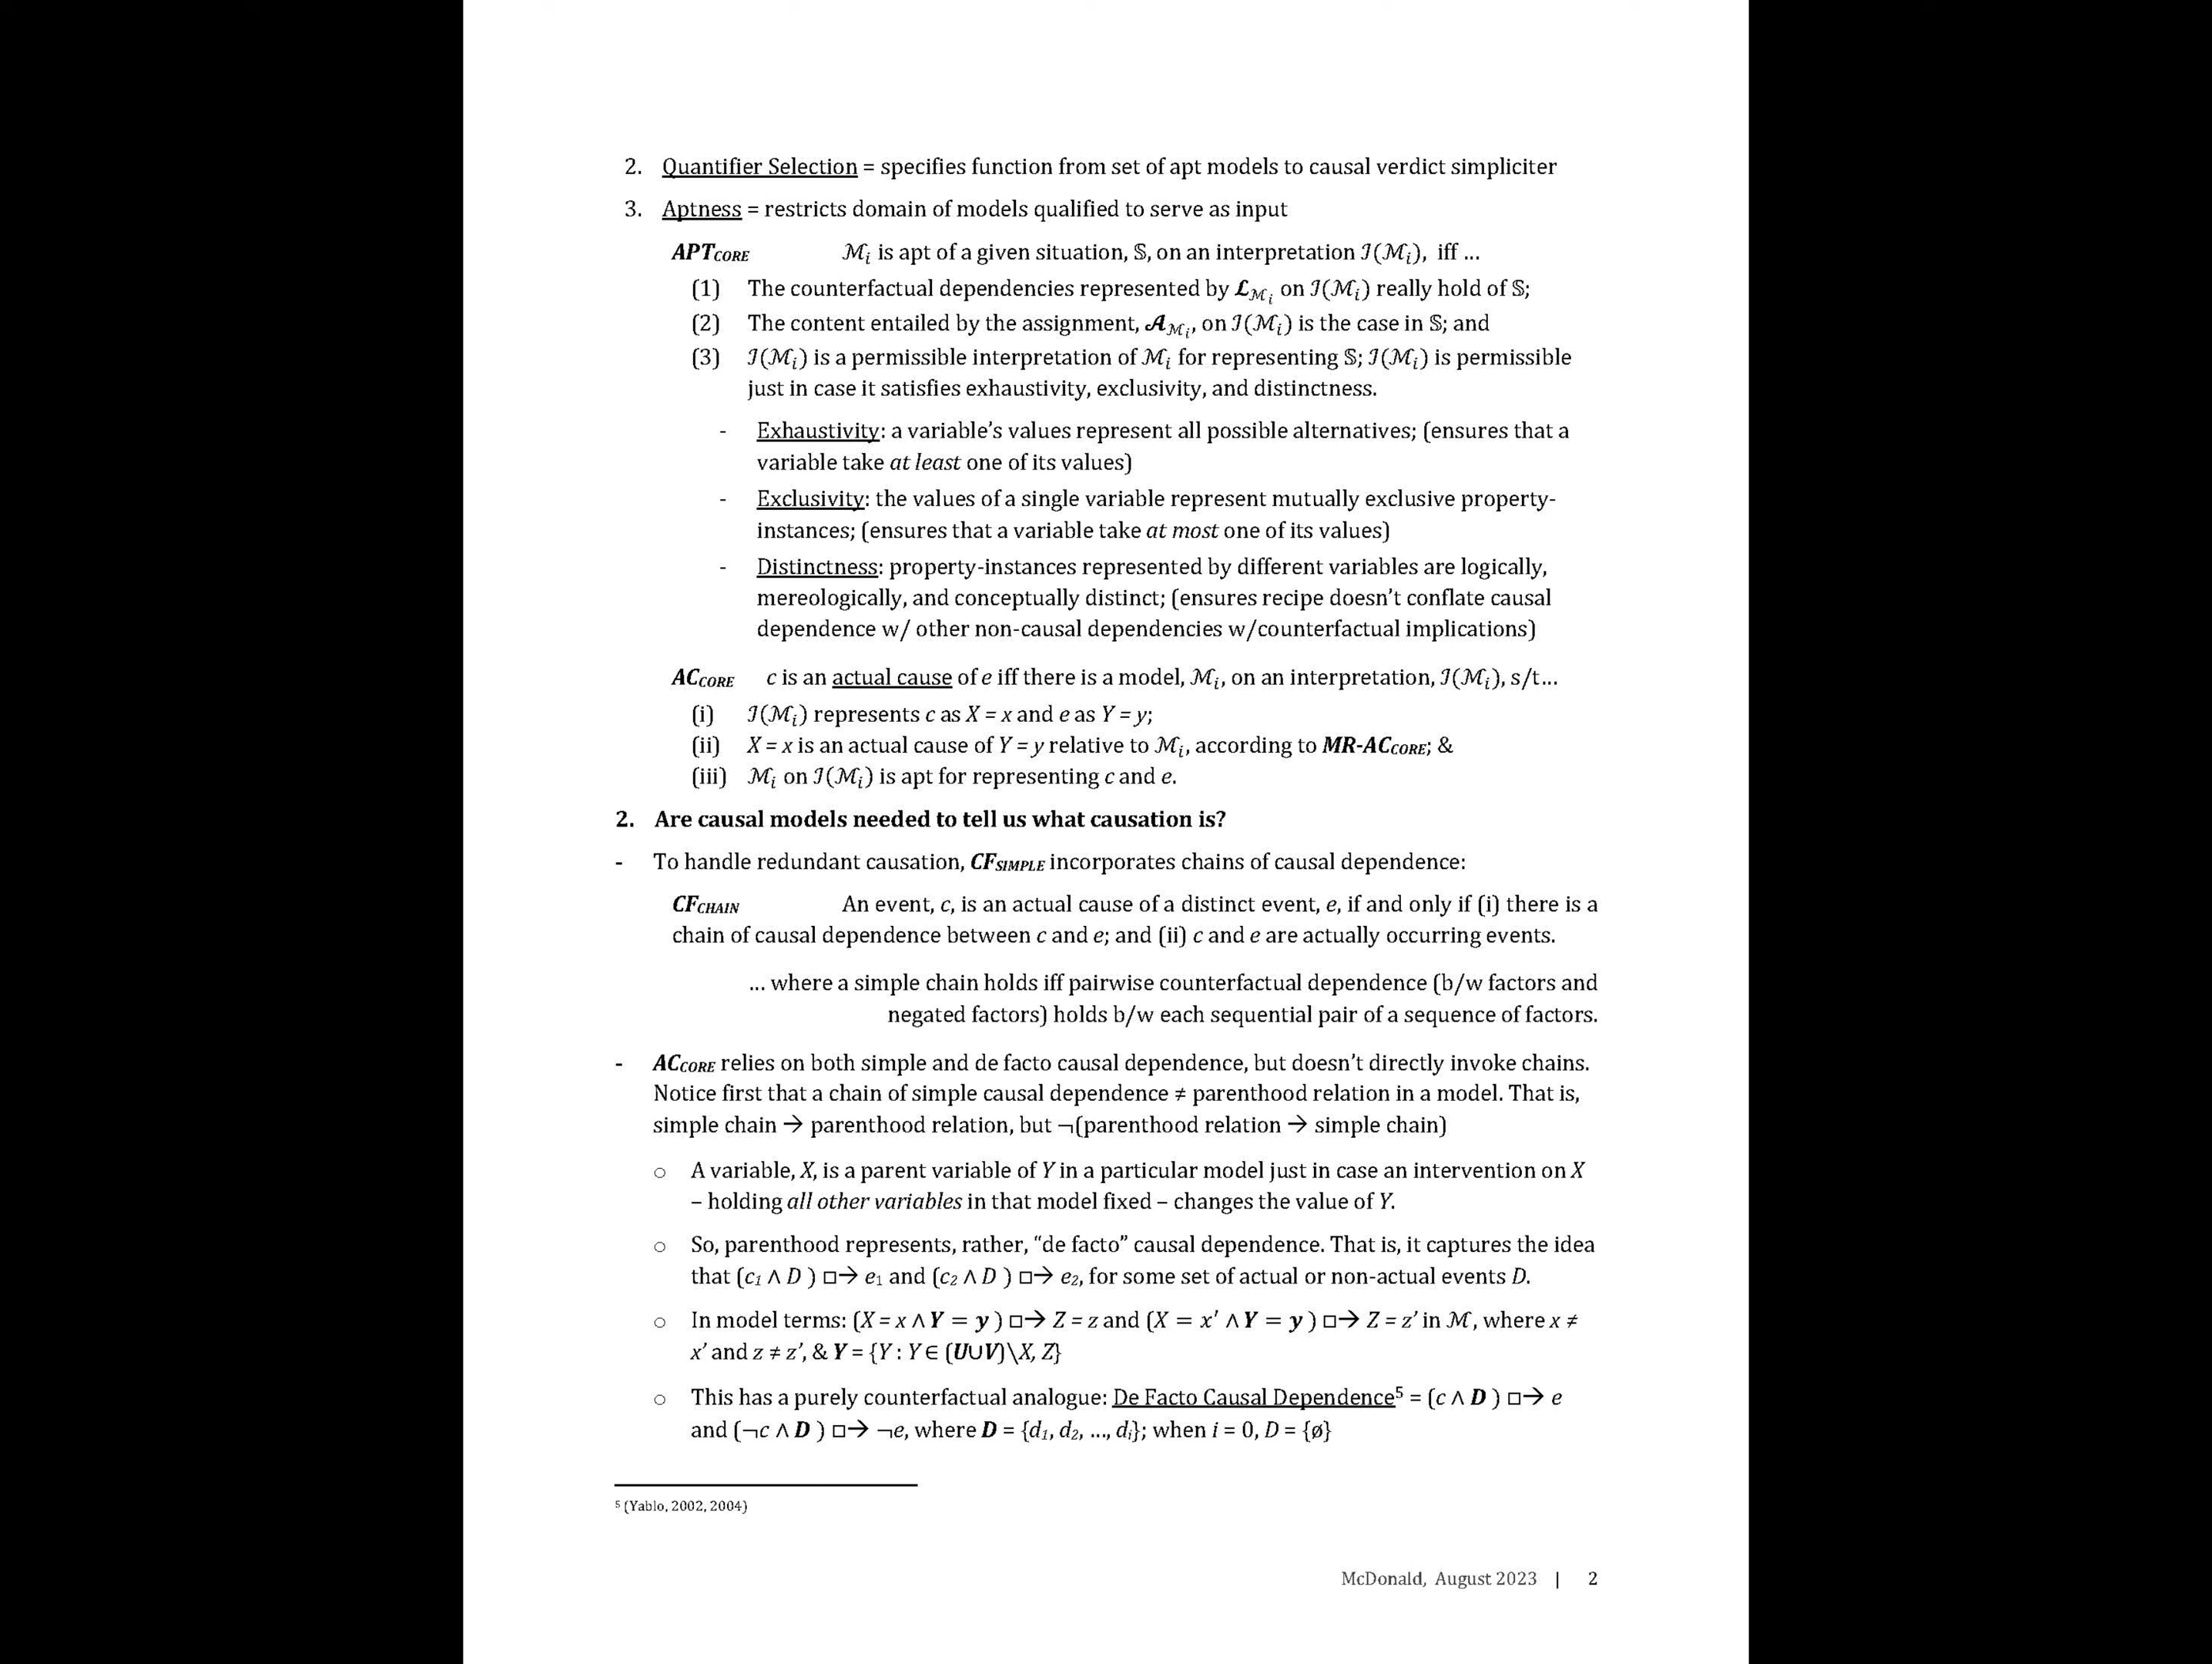 2. Quantifier Selection = specifies function from set of apt models to causal verdict simpliciter
3. Aptness = restricts domain of models qualified to serve as input
APT_CORE ℳᵢ is apt of a given situation, 𝕊, on an interpretation ℐ(ℳᵢ), iff ...
(1) The counterfactual dependencies represented by 𝓛_ℳᵢ on ℐ(ℳᵢ) really hold of 𝕊;
(2) The content entailed by the assignment, 𝓐_ℳᵢ, on ℐ(ℳᵢ) is the case in 𝕊; and
(3) ℐ(ℳᵢ) is a permissible interpretation of ℳᵢ for representing 𝕊; ℐ(ℳᵢ) is permissible
just in case it satisfies exhaustivity, exclusivity, and distinctness.
- Exhaustivity: a variable's values represent all possible alternatives; (ensures that a
variable take at least one of its values)
- Exclusivity: the values of a single variable represent mutually exclusive property-
instances; (ensures that a variable take at most one of its values)
- Distinctness: property-instances represented by different variables are logically,
mereologically, and conceptually distinct; (ensures recipe doesn't conflate causal
dependence w/ other non-causal dependencies w/counterfactual implications)
AC_CORE c is an actual cause of e iff there is a model, ℳᵢ, on an interpretation, ℐ(ℳᵢ), s/t...
(i) ℐ(ℳᵢ) represents c as X = x and e as Y = y;
(ii) X = x is an actual cause of Y = y relative to ℳᵢ, according to MR-AC_CORE; &
(iii) ℳᵢ on ℐ(ℳᵢ) is apt for representing c and e.
2. Are causal models needed to tell us what causation is?
- To handle redundant causation, CF_SIMPLE incorporates chains of causal dependence:
CF_CHAIN An event, c, is an actual cause of a distinct event, e, if and only if (i) there is a
chain of causal dependence between c and e; and (ii) c and e are actually occurring events.
... where a simple chain holds iff pairwise counterfactual dependence (b/w factors and
negated factors) holds b/w each sequential pair of a sequence of factors.
- AC_CORE relies on both simple and de facto causal dependence, but doesn't directly invoke chains.
Notice first that a chain of simple causal dependence ≠ parenthood relation in a model. That is,
simple chain → parenthood relation, but ¬(parenthood relation → simple chain)
○ A variable, X, is a parent variable of Y in a particular model just in case an intervention on X
– holding all other variables in that model fixed – changes the value of Y.
○ So, parenthood represents, rather, "de facto" causal dependence. That is, it captures the idea
that (c₁ ∧ D ) □→ e₁ and (c₂ ∧ D ) □→ e₂, for some set of actual or non-actual events D.
○ In model terms: (X = x ∧ Y = y ) □→ Z = z and (X = x′ ∧ Y = y ) □→ Z = z′ in ℳ, where x ≠
x′ and z ≠ z′, & Y = {Y : Y ∈ (U∪V)\X, Z}
○ This has a purely counterfactual analogue: De Facto Causal Dependence⁵ = (c ∧ D ) □→ e
and (¬c ∧ D ) □→ ¬e, where D = {d₁, d₂, ..., dᵢ}; when i = 0, D = {ø}
⁵ (Yablo, 2002, 2004)
McDonald, August 2023 | 2